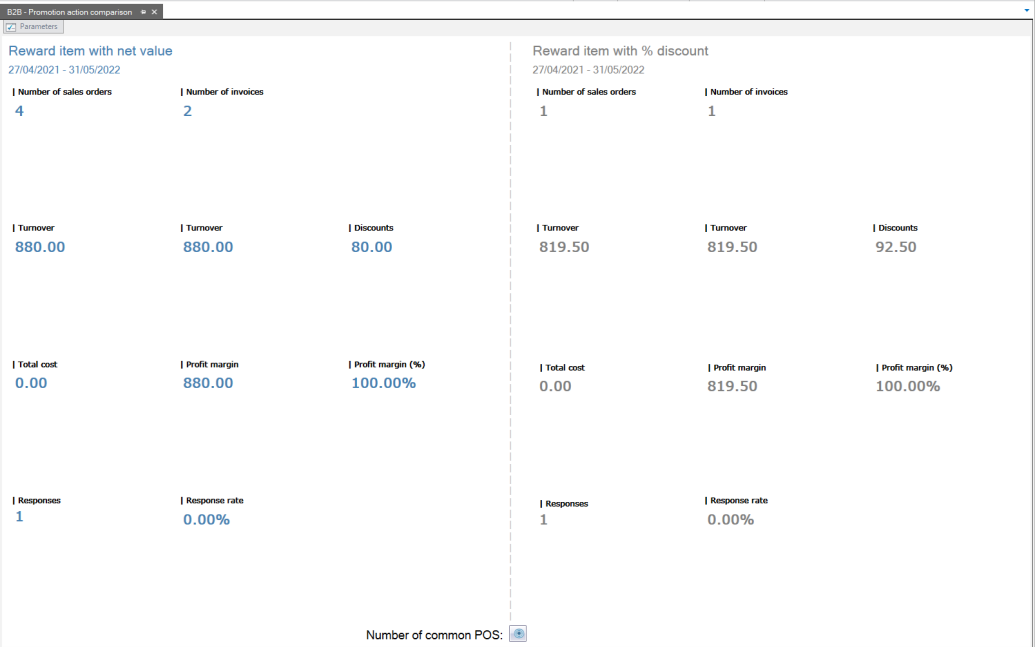 B2B - Promotion action comparison
Parameters
Reward item with net value
27/04/2021 - 31/05/2022
Number of sales orders
Number of invoices
4
2
Turnover
Turnover
Discounts
880.00
880.00
80.00
Total cost
Profit margin
Profit margin (%)
0.00
880.00
100.00%
Responses
Response rate
1
0.00%
Reward item with % discount
27/04/2021 - 31/05/2022
Number of sales orders
Number of invoices
1
1
Turnover
Turnover
Discounts
819.50
819.50
92.50
Total cost
Profit margin
Profit margin (%)
0.00
819.50
100.00%
Responses
Response rate
1
0.00%
Number of common POS: